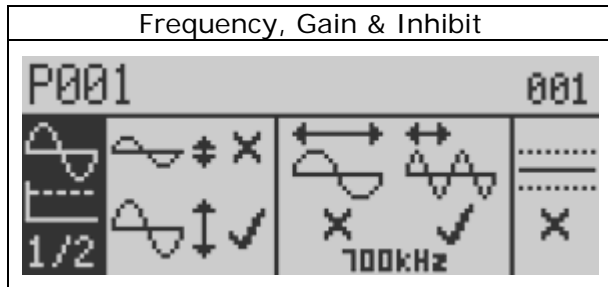 Frequency, Gain & Inhibit
P001 001
1/2
700kHz